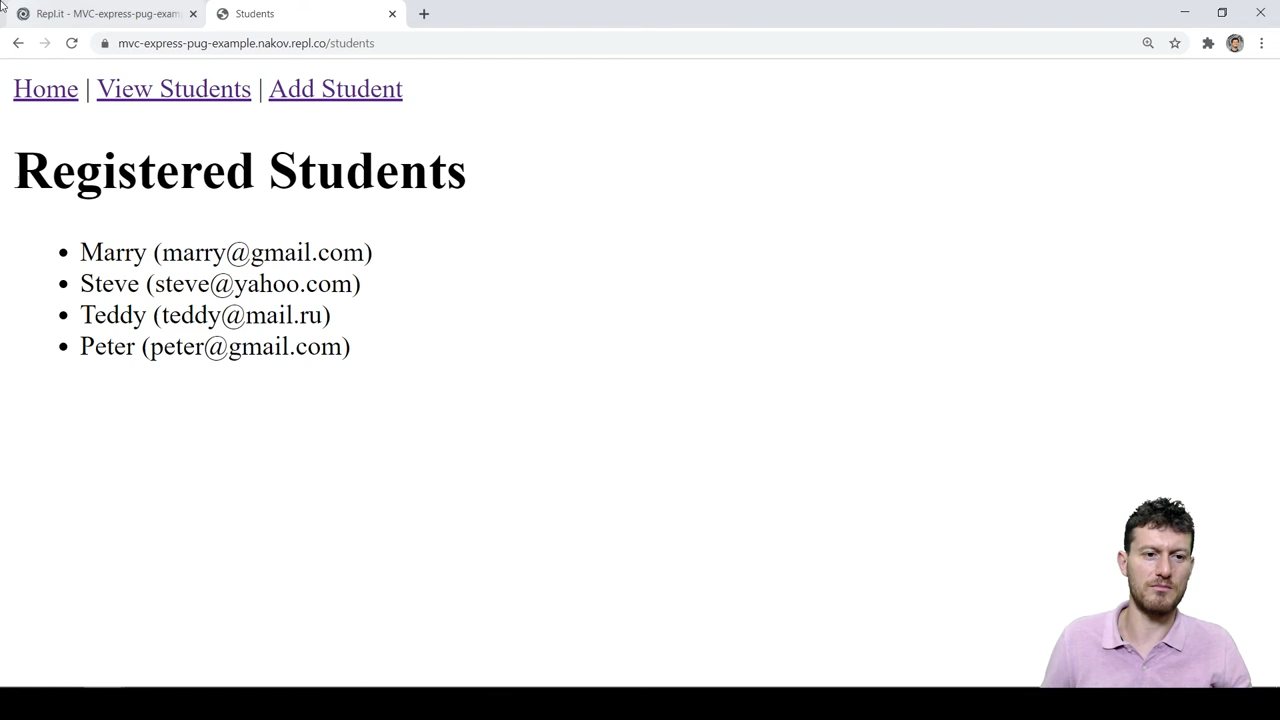 Repl.it - MVC-express-pug-exam
Students
mvc-express-pug-example.nakov.repl.co/students
Home | View Students | Add Student
Registered Students
• Marry (marry@gmail.com)
• Steve (steve@yahoo.com)
• Teddy (teddy@mail.ru)
• Peter (peter@gmail.com)